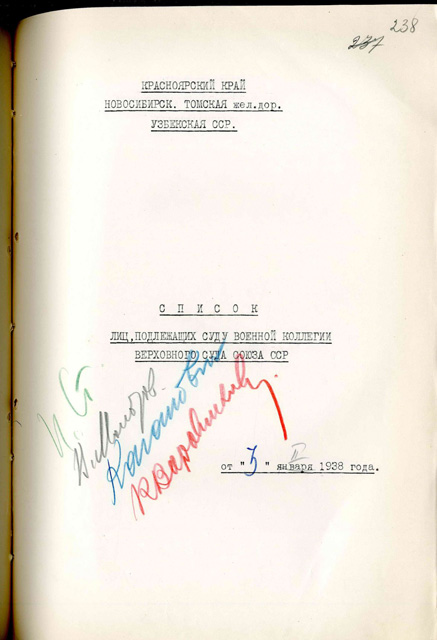 238
237
КРАСНОЯРСКИЙ КРАЙ
НОВОСИБИРСК. ТОМСКАЯ жел.дор.
УЗБЕКСКАЯ ССР.
С П И С О К
ЛИЦ, ПОДЛЕЖАЩИХ СУДУ ВОЕННОЙ КОЛЛЕГИИ
ВЕРХОВНОГО СУДА СОЮЗА ССР
И Ст
В. Молотов
Каганович
К Ворошилов
II
от "3" января 1938 года.